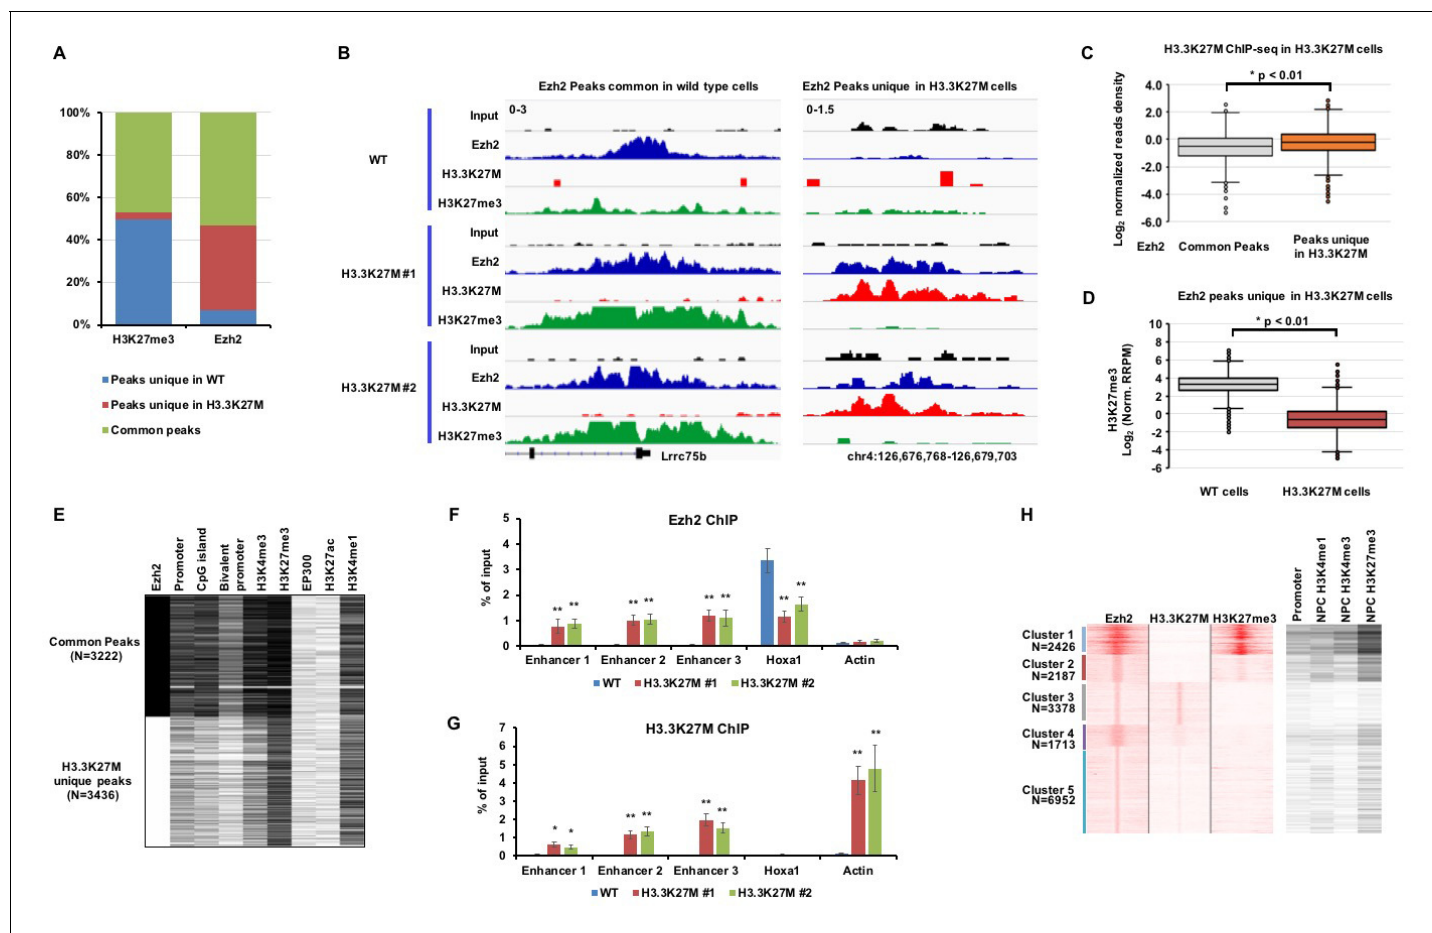 A
100%
80%
60%
40%
20%
0%
H3K27me3 Ezh2
Peaks unique in WT
Peaks unique in H3.3K27M
Common peaks
B
Ezh2 Peaks common in wild type cells
Ezh2 Peaks unique in H3.3K27M cells
0-3
0-1.5
WT
Input
Ezh2
H3.3K27M
H3K27me3
H3.3K27M #1
Input
Ezh2
H3.3K27M
H3K27me3
H3.3K27M #2
Input
Ezh2
H3.3K27M
H3K27me3
Lrrc75b
chr4:126,676,768-126,679,703
C
H3.3K27M ChIP-seq in H3.3K27M cells
* p < 0.01
Log2 normalized reads density
4.0
2.0
0.0
-2.0
-4.0
-6.0
Ezh2 Common Peaks
Peaks unique
in H3.3K27M
D
Ezh2 peaks unique in H3.3K27M cells
* p < 0.01
H3K27me3
Log2 (Norm. RRPM)
10
8
6
4
2
0
-2
-4
-6
WT cells
H3.3K27M cells
E
Ezh2
Promoter
CpG island
Bivalent
promoter
H3K4me3
H3K27me3
EP300
H3K27ac
H3K4me1
Common Peaks
(N=3222)
H3.3K27M
unique peaks
(N=3436)
F
Ezh2 ChIP
% of input
5
4
3
2
1
0
** **
** **
** **
** **
Enhancer 1 Enhancer 2 Enhancer 3 Hoxa1 Actin
WT H3.3K27M #1 H3.3K27M #2
G
H3.3K27M ChIP
% of input
7
6
5
4
3
2
1
0
* *
** **
** **
** **
Enhancer 1 Enhancer 2 Enhancer 3 Hoxa1 Actin
WT H3.3K27M #1 H3.3K27M #2
H
Ezh2 H3.3K27M H3K27me3
Promoter
NPC H3K4me1
NPC H3K4me3
NPC H3K27me3
Cluster 1
N=2426
Cluster 2
N=2187
Cluster 3
N=3378
Cluster 4
N=1713
Cluster 5
N=6952